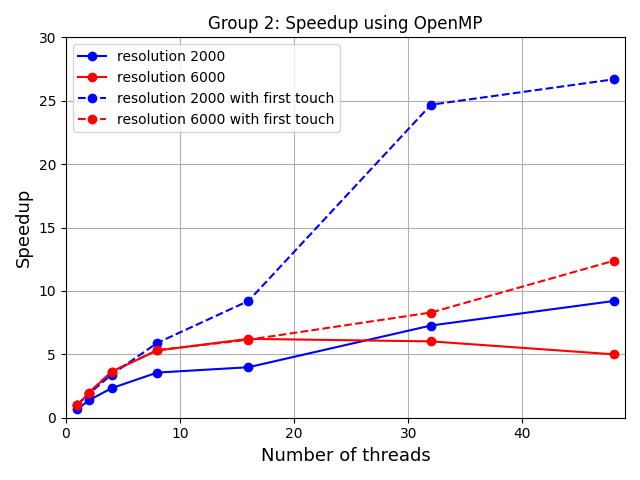 Group 2: Speedup using OpenMP
resolution 2000
resolution 6000
resolution 2000 with first touch
resolution 6000 with first touch
Speedup
30
25
20
15
10
5
0
0 10 20 30 40
Number of threads